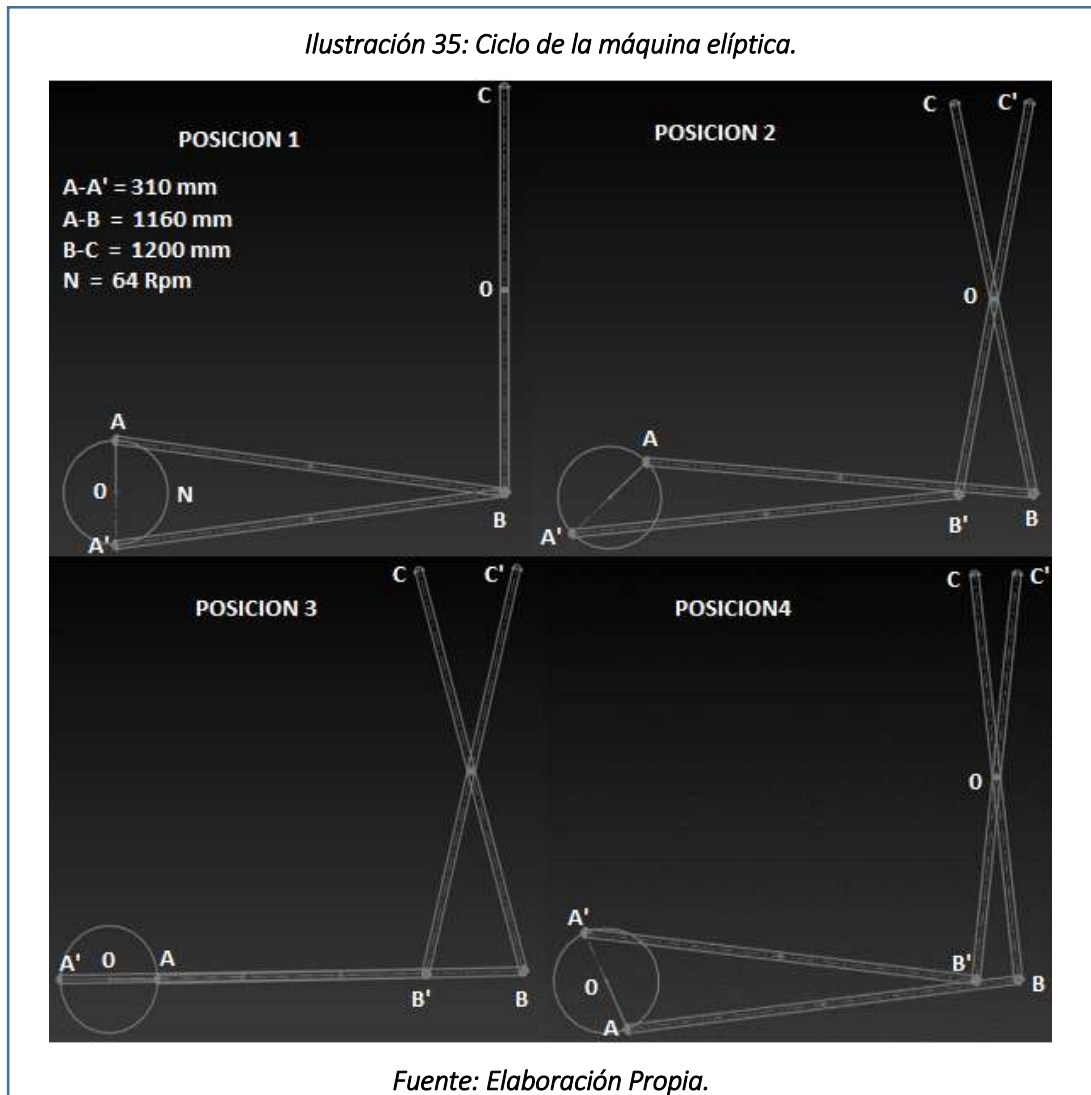 Ilustración 35: Ciclo de la máquina elíptica.
POSICION 1
A-A' = 310 mm
A-B = 1160 mm
B-C = 1200 mm
N = 64 Rpm
C
0
A
0
N
A'
B
POSICION 2
C
C'
0
A
A'
B'
B
POSICION 3
C
C'
A'
0
A
B'
B
POSICION4
C
C'
0
A'
0
A
B'
B
Fuente: Elaboración Propia.